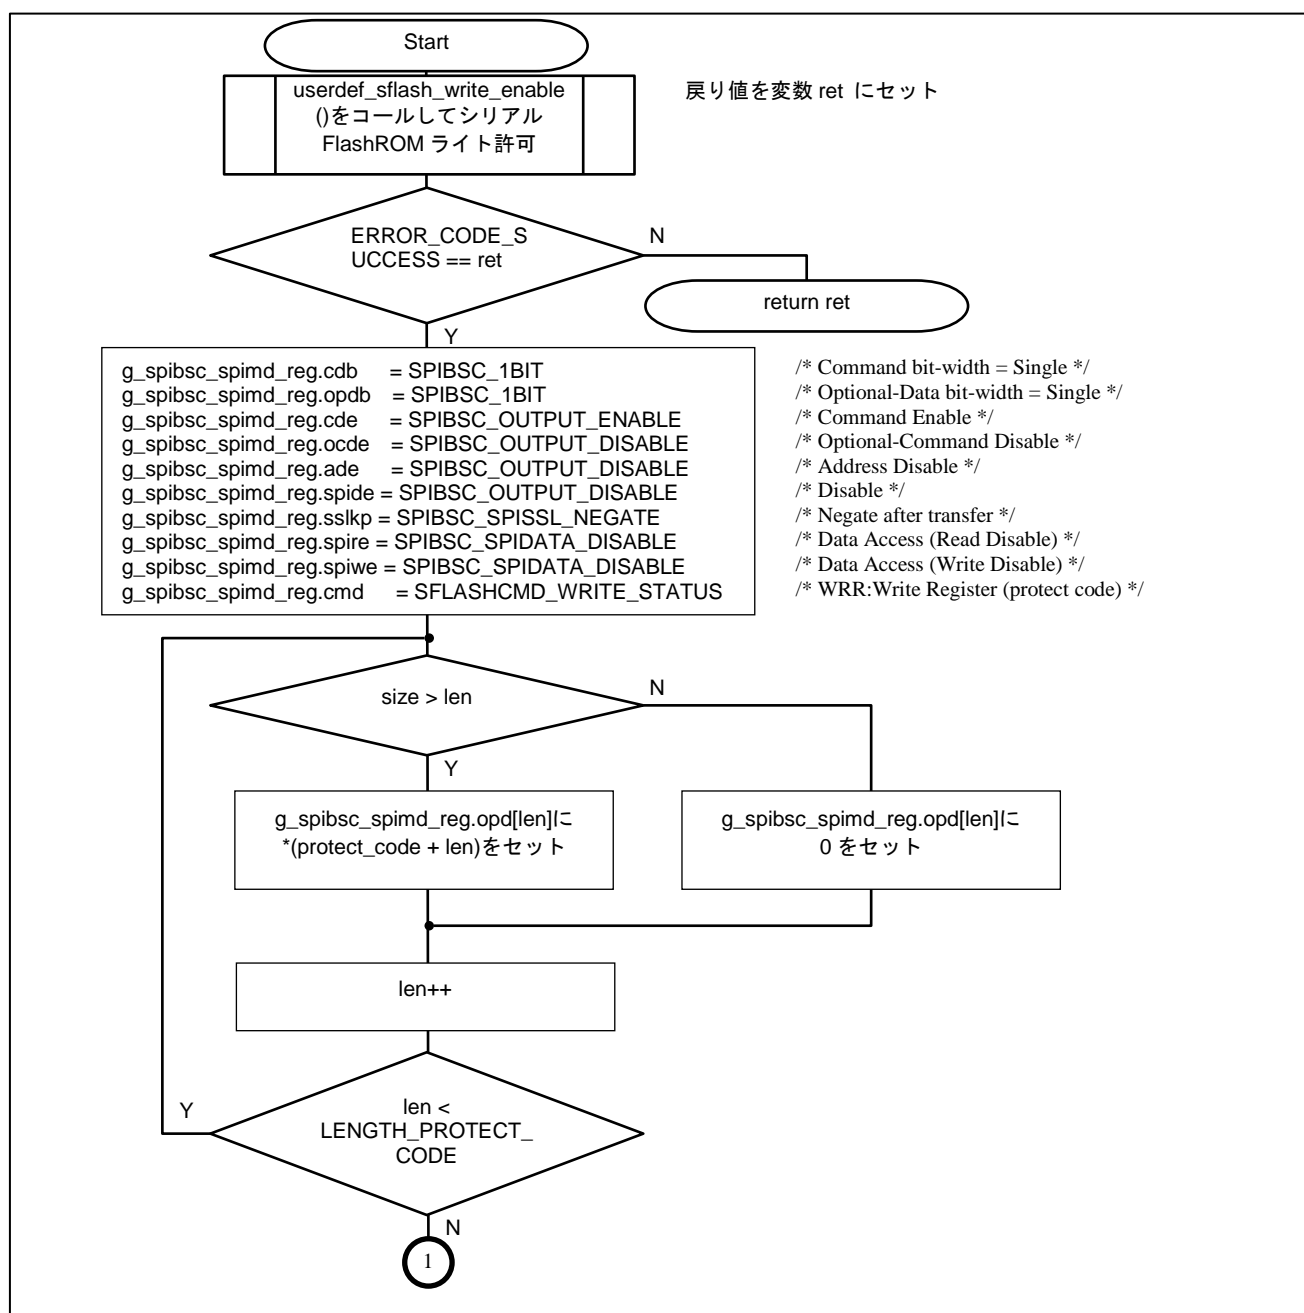 Start
userdef_sflash_write_enable
()をコールしてシリアル
FlashROM ライト許可
戻り値を変数 ret にセット
ERROR_CODE_S
UCCESS == ret
N
return ret
Y
g_spibsc_spimd_reg.cdb = SPIBSC_1BIT /* Command bit-width = Single */
g_spibsc_spimd_reg.opdb = SPIBSC_1BIT /* Optional-Data bit-width = Single */
g_spibsc_spimd_reg.cde = SPIBSC_OUTPUT_ENABLE /* Command Enable */
g_spibsc_spimd_reg.ocde = SPIBSC_OUTPUT_DISABLE /* Optional-Command Disable */
g_spibsc_spimd_reg.ade = SPIBSC_OUTPUT_DISABLE /* Address Disable */
g_spibsc_spimd_reg.spide = SPIBSC_OUTPUT_DISABLE /* Disable */
g_spibsc_spimd_reg.sslkp = SPIBSC_SPISSL_NEGATE /* Negate after transfer */
g_spibsc_spimd_reg.spire = SPIBSC_SPIDATA_DISABLE /* Data Access (Read Disable) */
g_spibsc_spimd_reg.spiwe = SPIBSC_SPIDATA_DISABLE /* Data Access (Write Disable) */
g_spibsc_spimd_reg.cmd = SFLASHCMD_WRITE_STATUS /* WRR:Write Register (protect code) */
size > len
N
Y
g_spibsc_spimd_reg.opd[len]に
*(protect_code + len)をセット
g_spibsc_spimd_reg.opd[len]に
0 をセット
len++
Y
len <
LENGTH_PROTECT_
CODE
N
1